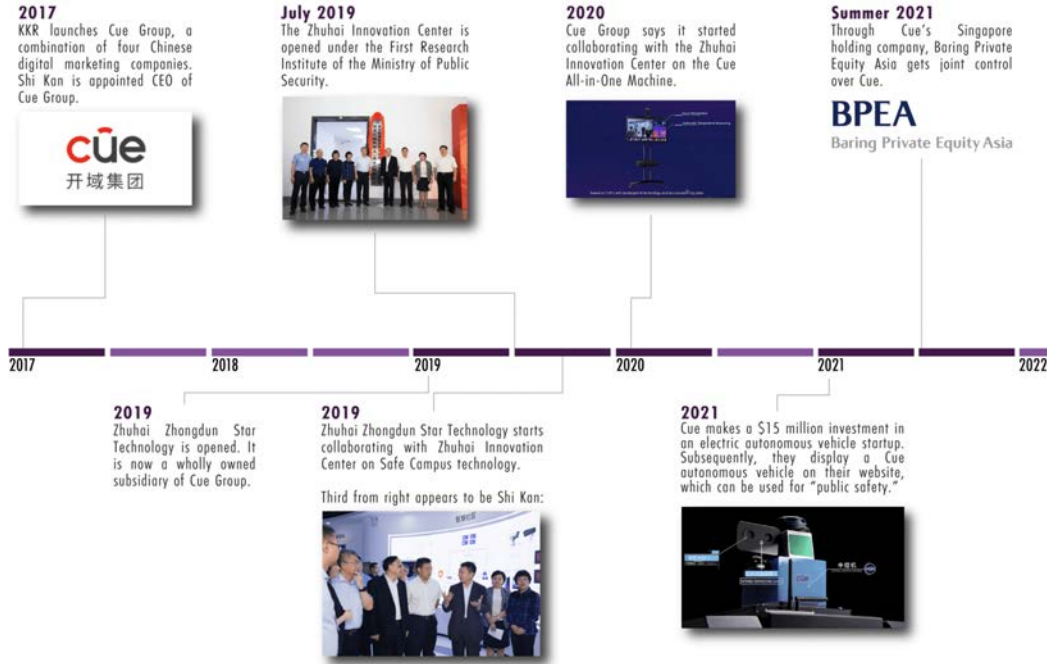 2017
KKR launches Cue Group, a
combination of four Chinese
digital marketing companies.
Shi Kan is appointed CEO of
Cue Group.
cüe
开域集团
July 2019
The Zhuhai Innovation Center is
opened under the First Research
Institute of the Ministry of Public
Security.
2020
Cue Group says it started
collaborating with the Zhuhai
Innovation Center on the Cue
All-in-One Machine.
Summer 2021
Through Cue's Singapore
holding company, Baring Private
Equity Asia gets joint control
over Cue.
BPEA
Baring Private Equity Asia
2017
2018
2019
2020
2021
2022
2019
Zhuhai Zhongdun Star
Technology is opened. It
is now a wholly owned
subsidiary of Cue Group.
2019
Zhuhai Zhongdun Star Technology starts
collaborating with Zhuhai Innovation
Center on Safe Campus technology.
Third from right appears to be Shi Kan:
2021
Cue makes a $15 million investment in
an electric autonomous vehicle startup.
Subsequently, they display a Cue
autonomous vehicle on their website,
which can be used for "public safety."